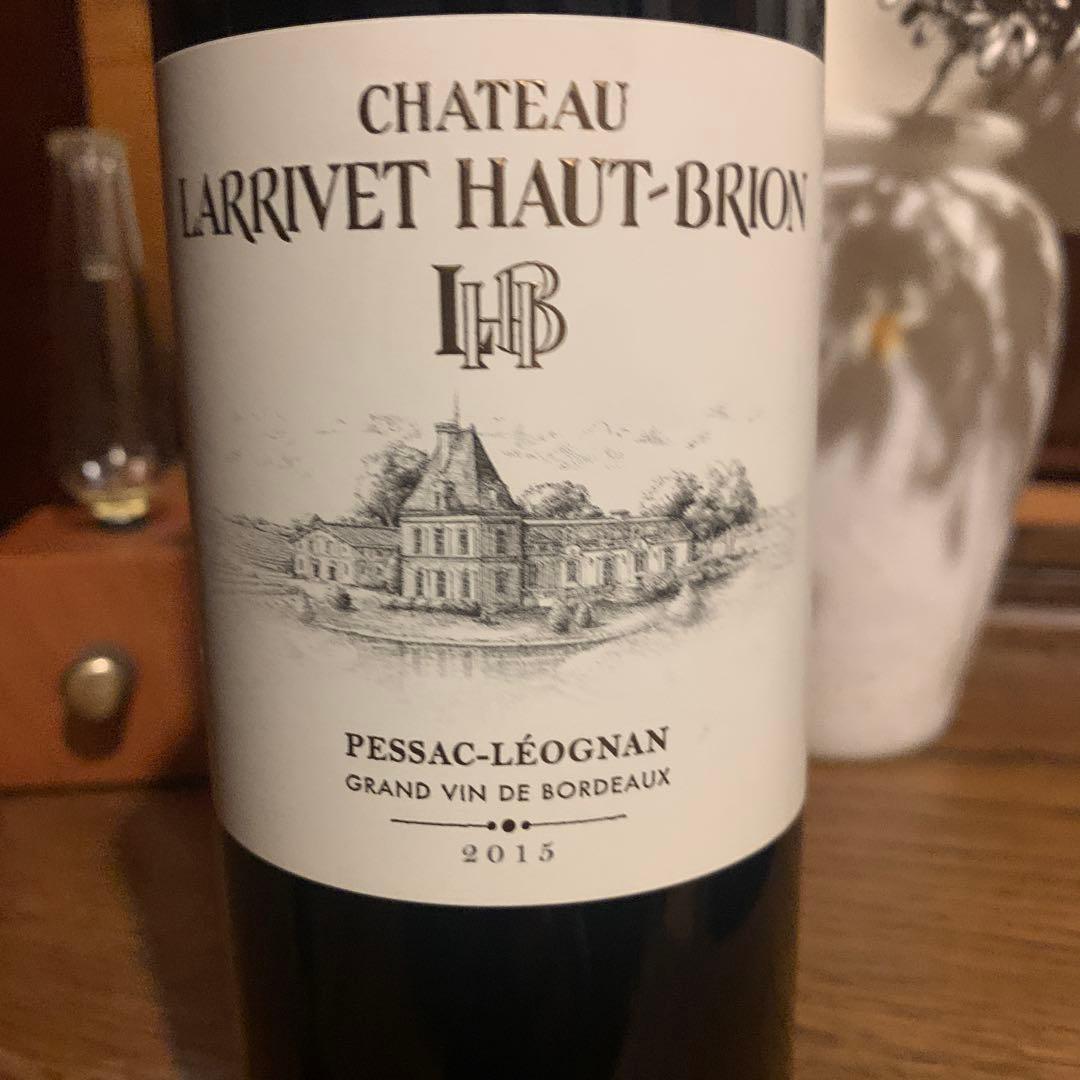 CHATEAU
LARRIVET HAUT-BRION
LHB
PESSAC-LÉOGNAN
GRAND VIN DE BORDEAUX
2015